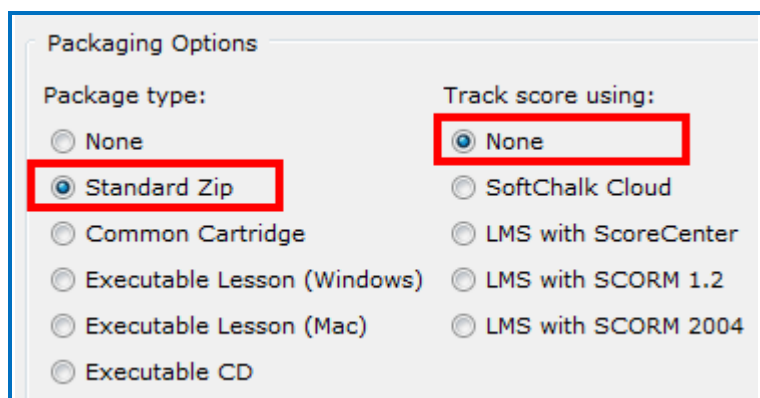 Packaging Options
Package type:
None
Standard Zip
Common Cartridge
Executable Lesson (Windows)
Executable Lesson (Mac)
Executable CD
Track score using:
None
SoftChalk Cloud
LMS with ScoreCenter
LMS with SCORM 1.2
LMS with SCORM 2004